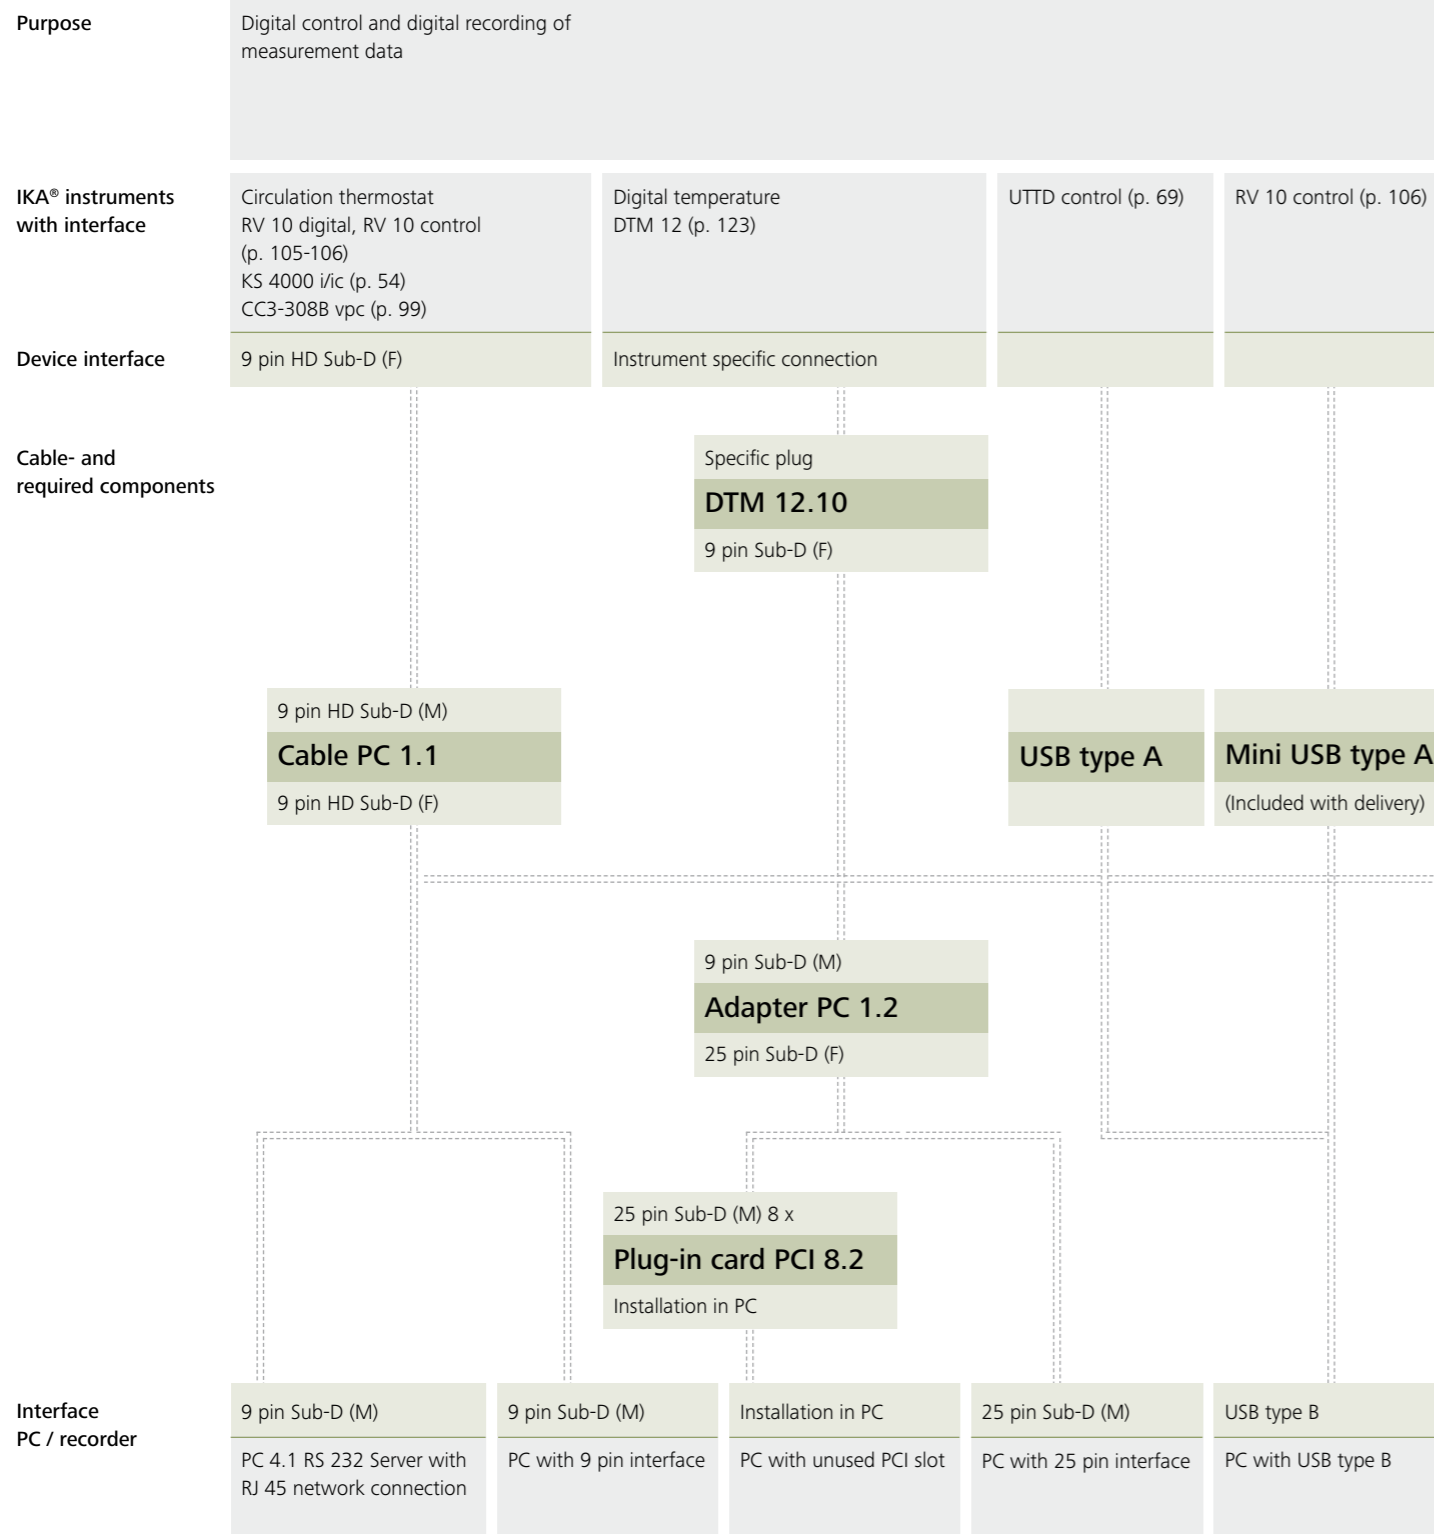 Purpose
Digital control and digital recording of
measurement data
IKA® instruments
with interface
Circulation thermostat
RV 10 digital, RV 10 control
(p. 105-106)
KS 4000 i/ic (p. 54)
CC3-308B vpc (p. 99)
Digital temperature
DTM 12 (p. 123)
UTTD control (p. 69)
RV 10 control (p. 106)
Device interface
9 pin HD Sub-D (F)
Instrument specific connection
Cable- and
required components
Specific plug
DTM 12.10
9 pin Sub-D (F)
9 pin HD Sub-D (M)
Cable PC 1.1
9 pin HD Sub-D (F)
USB type A
Mini USB type A
(Included with delivery)
9 pin Sub-D (M)
Adapter PC 1.2
25 pin Sub-D (F)
25 pin Sub-D (M) 8 x
Plug-in card PCI 8.2
Installation in PC
Interface
PC / recorder
9 pin Sub-D (M)
PC 4.1 RS 232 Server with
RJ 45 network connection
9 pin Sub-D (M)
PC with 9 pin interface
Installation in PC
PC with unused PCI slot
25 pin Sub-D (M)
PC with 25 pin interface
USB type B
PC with USB type B